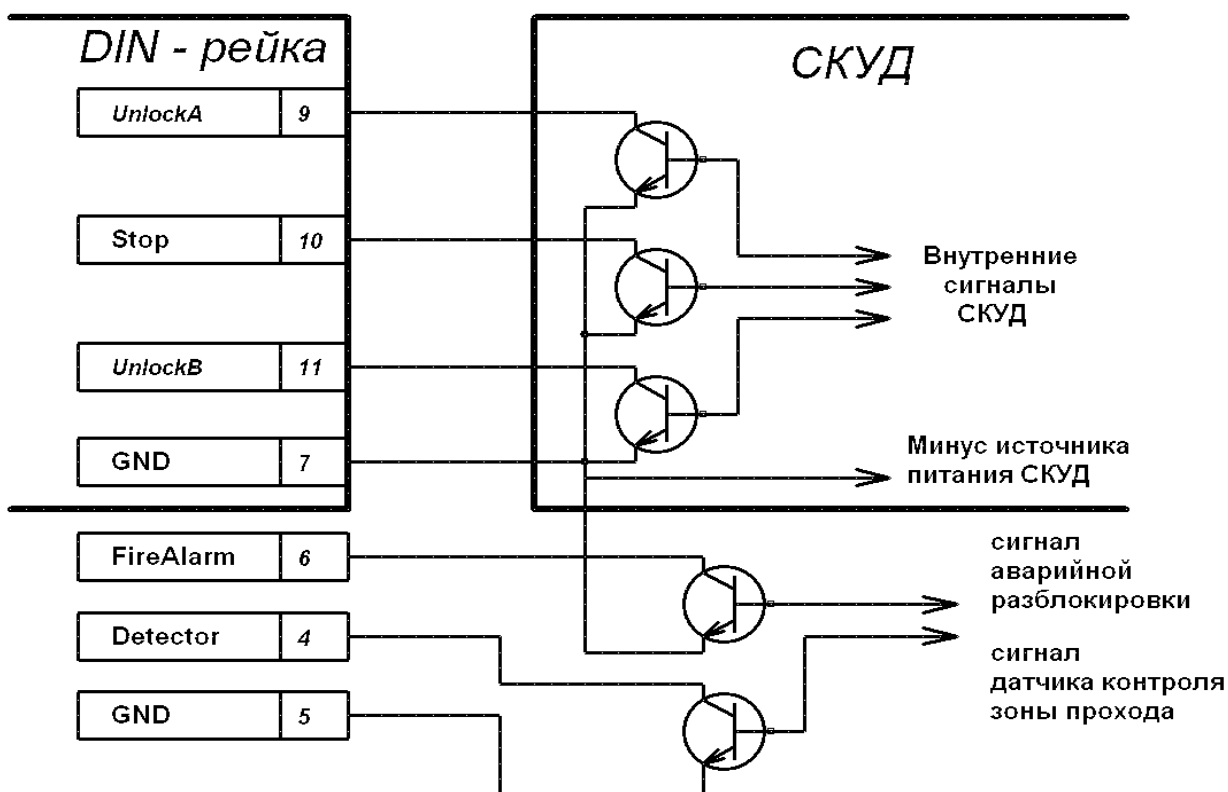 DIN - рейка
СКУД
UnlockA 9
Stop 10
UnlockB 11
GND 7
Внутренние
сигналы
СКУД
Минус источника
питания СКУД
FireAlarm 6
Detector 4
GND 5
сигнал
аварийной
разблокировки
сигнал
датчика контроля
зоны прохода